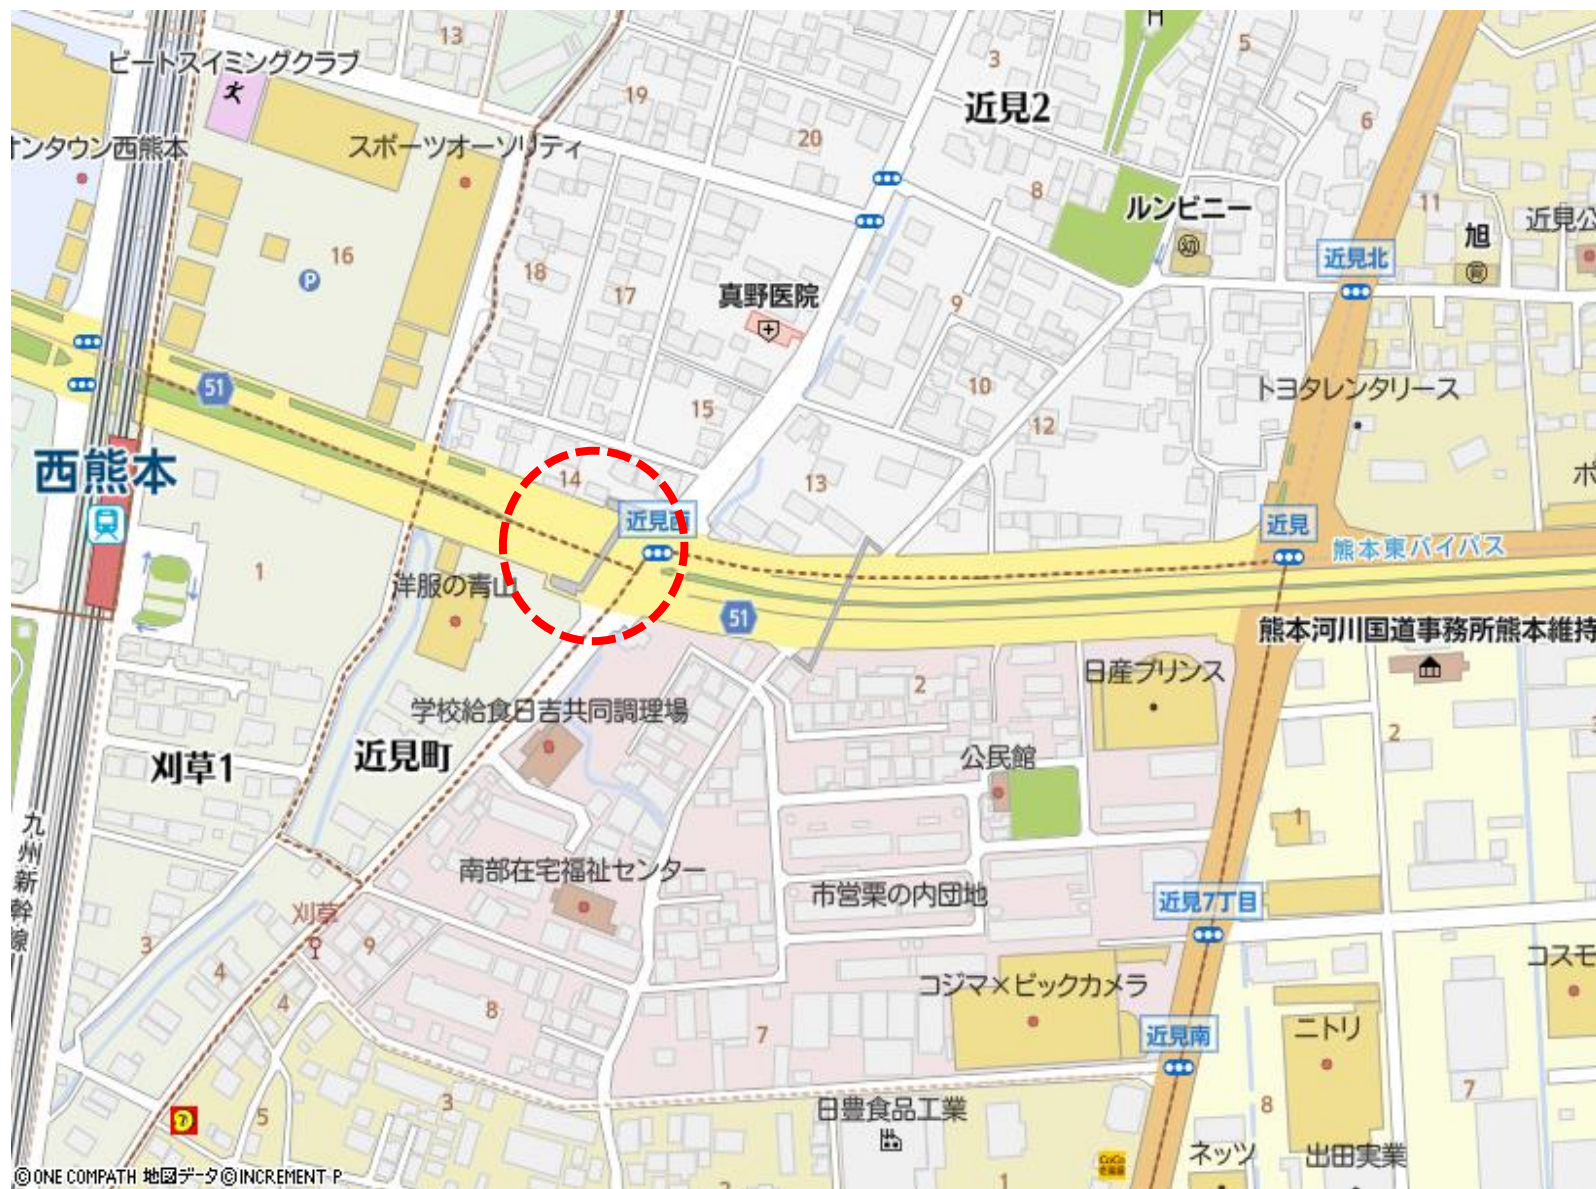 13
ビートスイミングクラブ
3
5
19
近見2
6
20
オンタウン西熊本
スポーツオーソリティ
8
ルンビニー
11
旭
近見公
16
P
18
17
真野医院
9
近見北
51
15
10
12
トヨタレンタリース
西熊本
14
13
近見西
近見
熊本東バイパス
1
洋服の青山
51
熊本河川国道事務所熊本維持
2
日産プリンス
学校給食日吉共同調理場
刈草1
近見町
公民館
2
九州新幹線
1
南部在宅福祉センター
市営栗の内団地
近見7丁目
刈草
3
9
4
4
コジマ×ビックカメラ
コスモ
8
7
近見南
ニトリ
5
3
日豊食品工業
8
7
CoCo
ネッツ
出田実業
2
1
©ONE COMPATH 地図データ©INCREMENT P